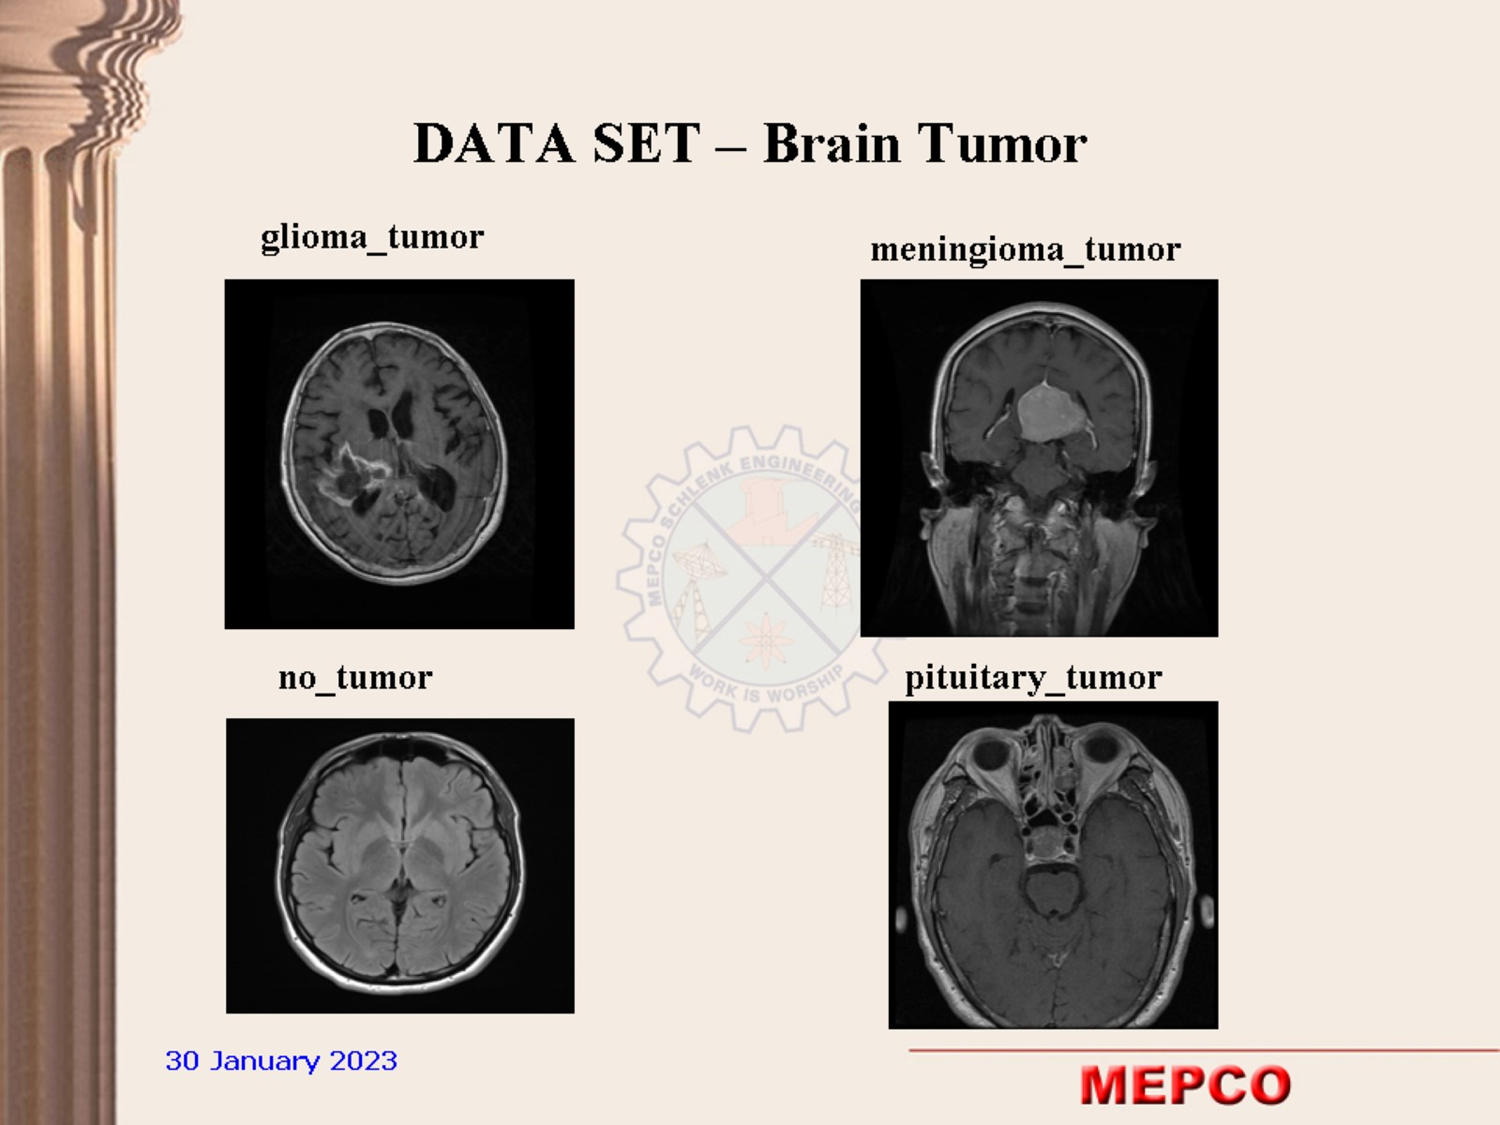 DATA SET – Brain Tumor
glioma_tumor
meningioma_tumor
MEPCO SCHLENK ENGINEERING
WORK IS WORSHIP
no_tumor
pituitary_tumor
30 January 2023
MEPCO